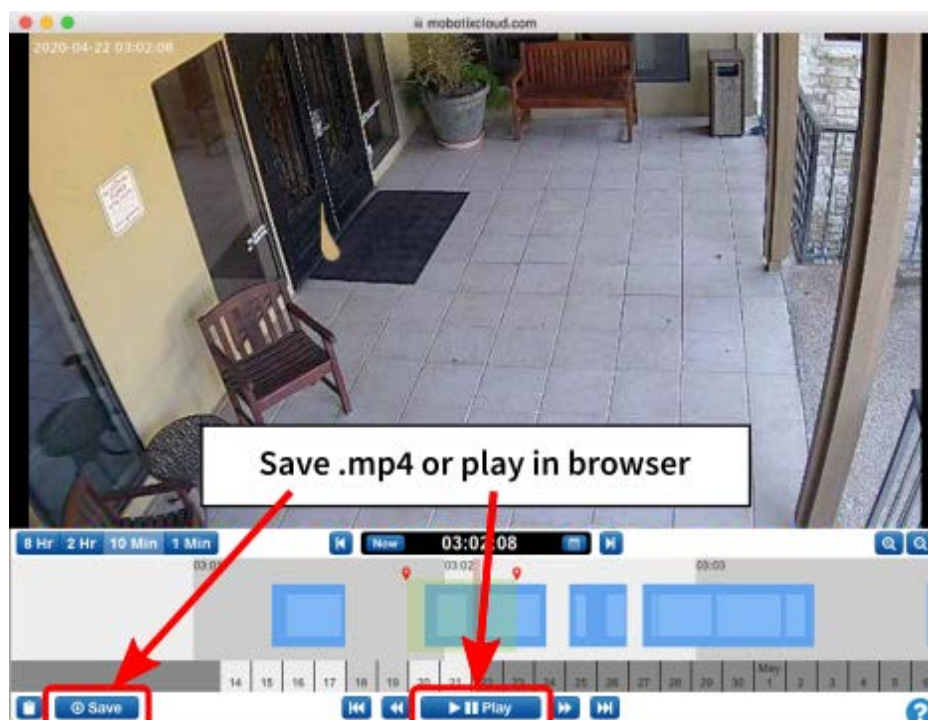 mobotixcloud.com
2020-04-22 03:02:08
Save .mp4 or play in browser
8 Hr 2 Hr 10 Min 1 Min Now 03:02:08
03:01 03:02 03:03
May
14 15 16 17 18 19 20 21 22 23 24 25 26 27 28 29 30 1 2 3 4 5
Save Play
?